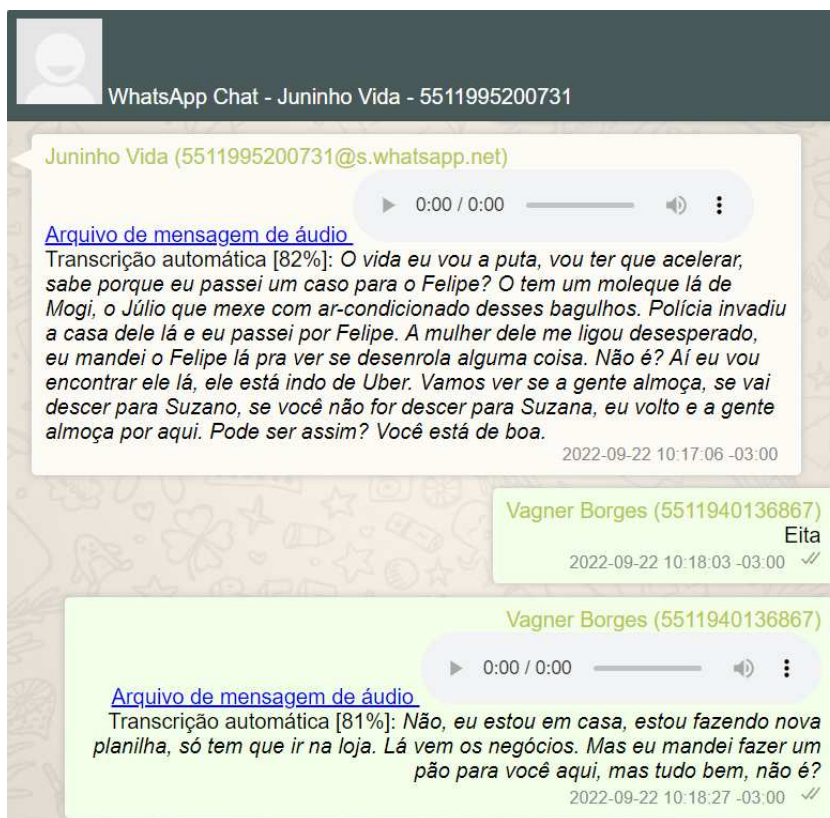 WhatsApp Chat - Juninho Vida - 5511995200731
Juninho Vida (5511995200731@s.whatsapp.net)
0:00 / 0:00
Arquivo de mensagem de áudio
Transcrição automática [82%]: O vida eu vou a puta, vou ter que acelerar,
sabe porque eu passei um caso para o Felipe? O tem um moleque lá de
Mogi, o Júlio que mexe com ar-condicionado desses bagulhos. Polícia invadiu
a casa dele lá e eu passei por Felipe. A mulher dele me ligou desesperado,
eu mandei o Felipe lá pra ver se desenrola alguma coisa. Não é? Aí eu vou
encontrar ele lá, ele está indo de Uber. Vamos ver se a gente almoça, se vai
descer para Suzano, se você não for descer para Suzana, eu volto e a gente
almoça por aqui. Pode ser assim? Você está de boa.
2022-09-22 10:17:06 -03:00
Vagner Borges (5511940136867)
Eita
2022-09-22 10:18:03 -03:00
Vagner Borges (5511940136867)
0:00 / 0:00
Arquivo de mensagem de áudio
Transcrição automática [81%]: Não, eu estou em casa, estou fazendo nova
planilha, só tem que ir na loja. Lá vem os negócios. Mas eu mandei fazer um
pão para você aqui, mas tudo bem, não é?
2022-09-22 10:18:27 -03:00